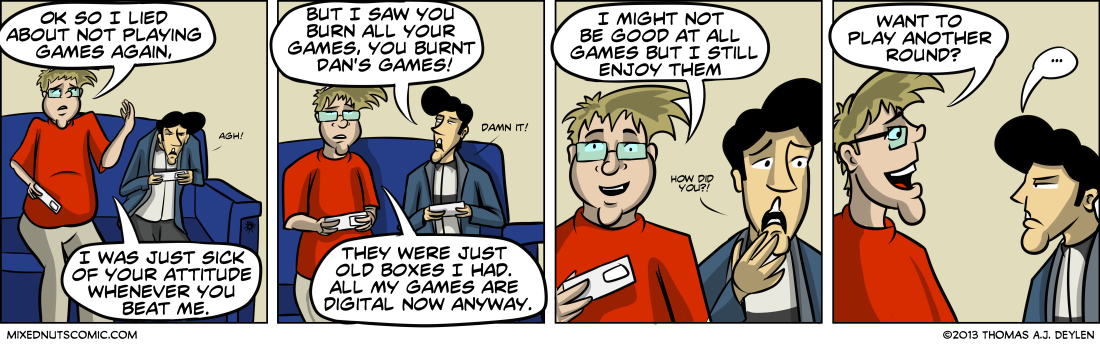 OK SO I LIED
ABOUT NOT PLAYING
GAMES AGAIN,
AGH!
I WAS JUST SICK
OF YOUR ATTITUDE
WHENEVER YOU
BEAT ME.
BUT I SAW YOU
BURN ALL YOUR
GAMES, YOU BURNT
DAN'S GAMES!
DAMN IT!
THEY WERE JUST
OLD BOXES I HAD.
ALL MY GAMES ARE
DIGITAL NOW ANYWAY.
I MIGHT NOT
BE GOOD AT ALL
GAMES BUT I STILL
ENJOY THEM
HOW DID
YOU?!
WANT TO
PLAY ANOTHER
ROUND?
...
MIXEDNUTSCOMIC.COM
©2013 THOMAS A.J. DEYLEN